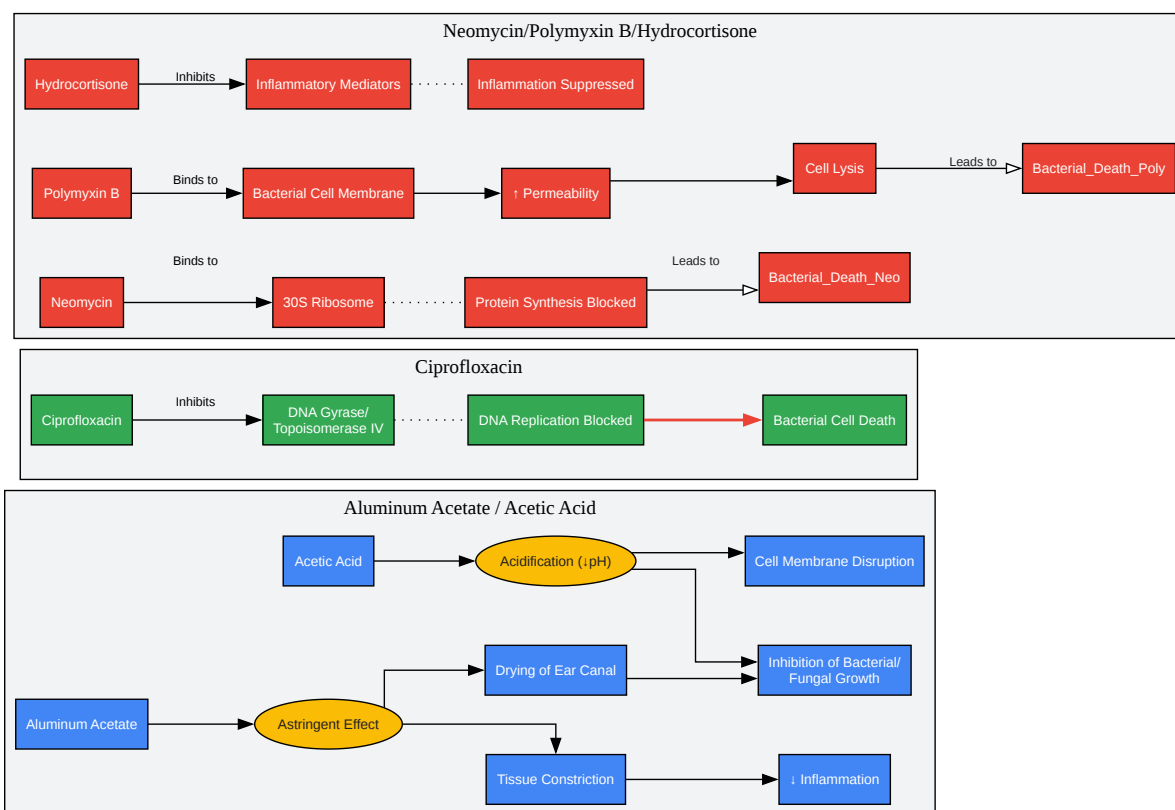 Neomycin/Polymyxin B/Hydrocortisone
Hydrocortisone
Inhibits
Inflammatory Mediators
Inflammation Suppressed
Polymyxin B
Binds to
Bacterial Cell Membrane
↑ Permeability
Cell Lysis
Leads to
Bacterial_Death_Poly
Neomycin
Binds to
30S Ribosome
Protein Synthesis Blocked
Leads to
Bacterial_Death_Neo
Ciprofloxacin
Ciprofloxacin
Inhibits
DNA Gyrase/
Topoisomerase IV
DNA Replication Blocked
Bacterial Cell Death
Aluminum Acetate / Acetic Acid
Acetic Acid
Acidification (↓pH)
Cell Membrane Disruption
Drying of Ear Canal
Inhibition of Bacterial/
Fungal Growth
Aluminum Acetate
Astringent Effect
Tissue Constriction
↓ Inflammation